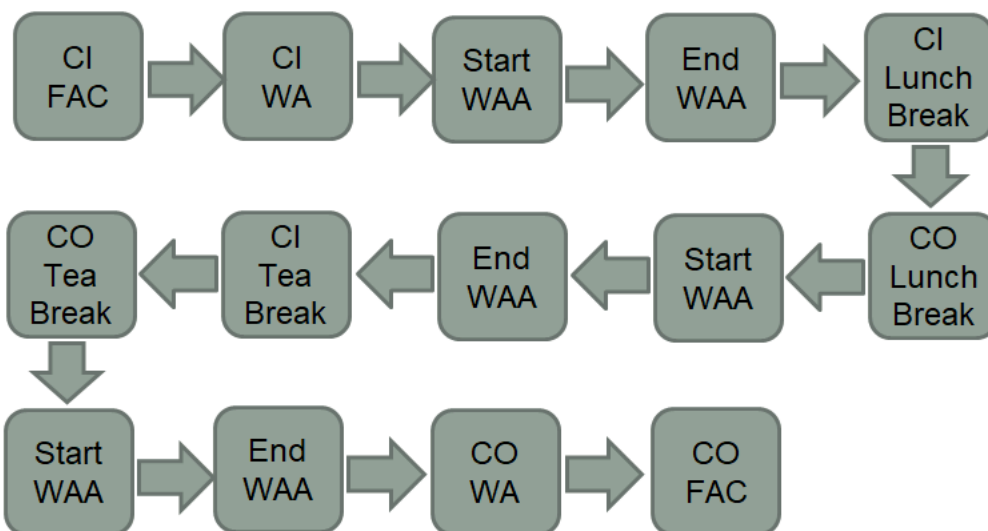 CI
FAC
CI
WA
Start
WAA
End
WAA
CI
Lunch
Break
CO
Lunch
Break
Start
WAA
End
WAA
CI
Tea
Break
CO
Tea
Break
Start
WAA
End
WAA
CO
WA
CO
FAC